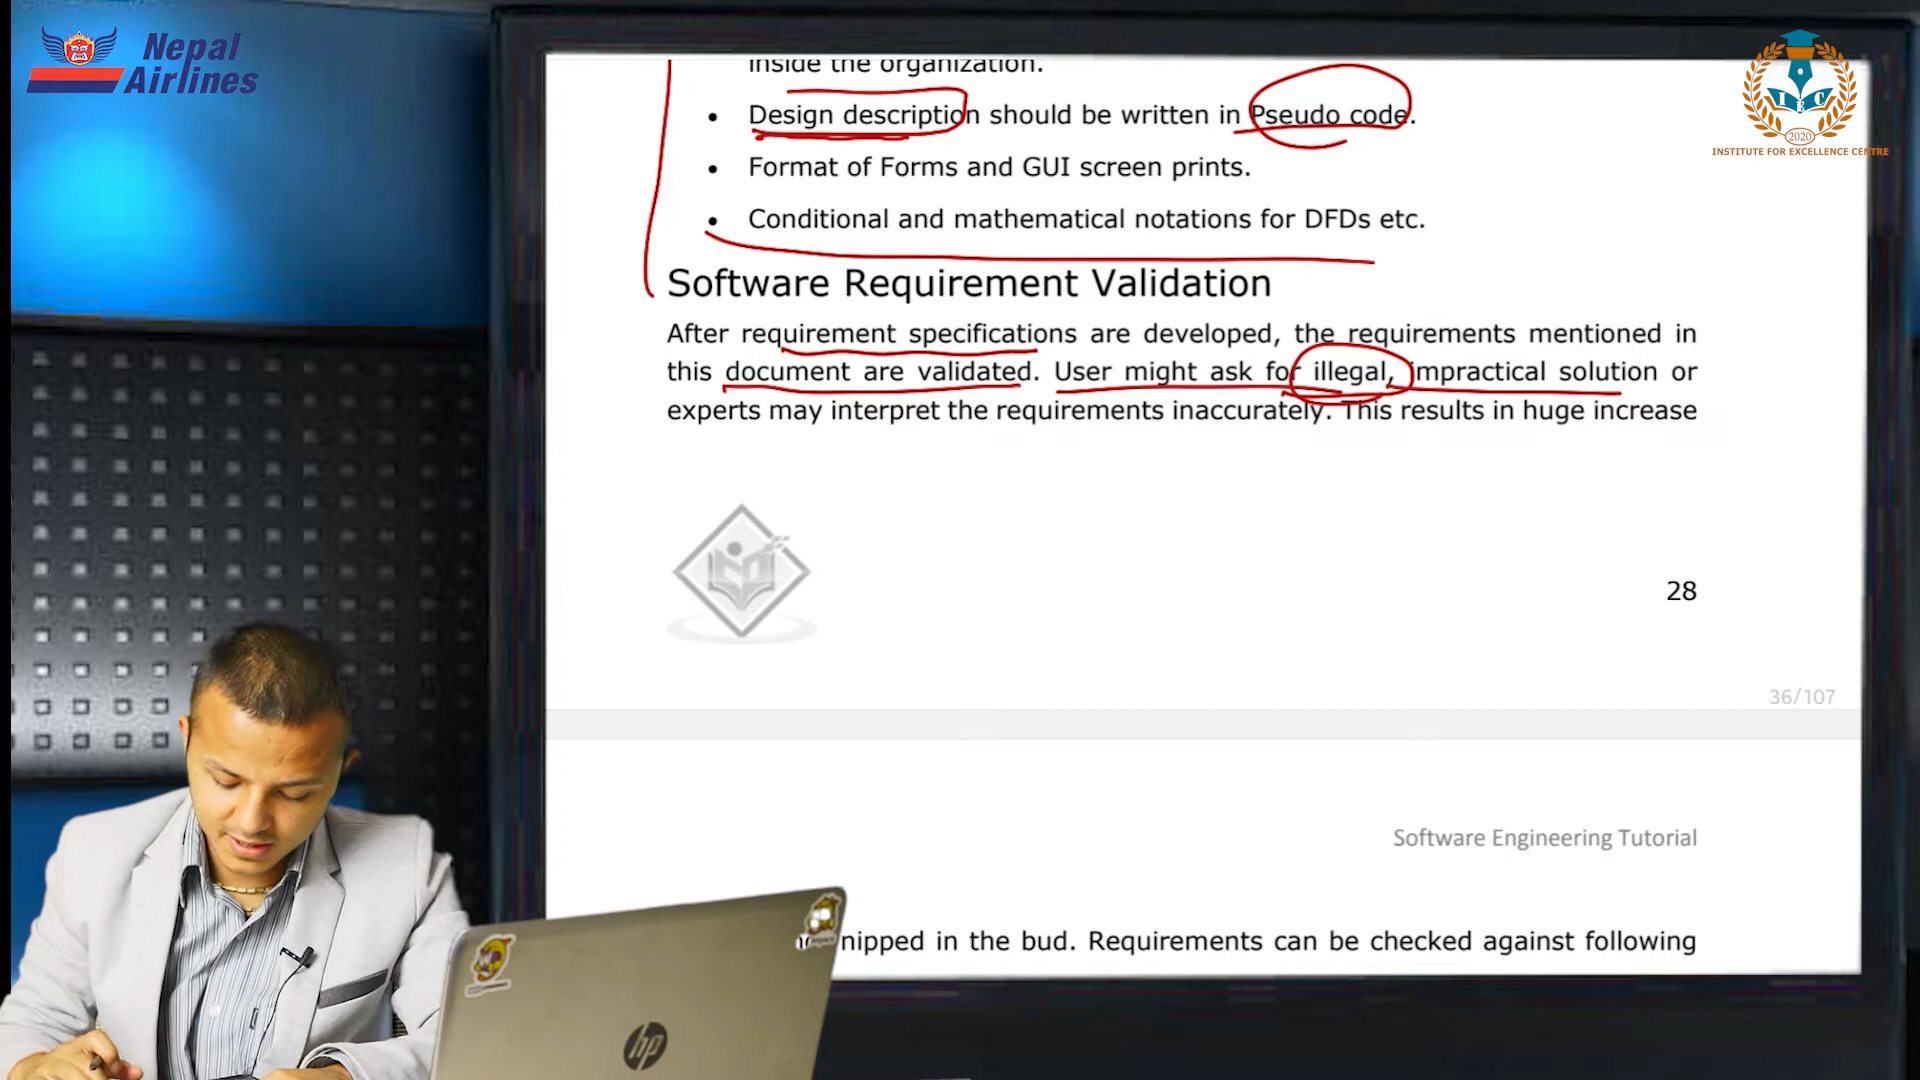 Nepal
Airlines
IEC
2020
INSTITUTE FOR EXCELLENCE CENTRE
inside the organization.
• Design description should be written in Pseudo code.
• Format of Forms and GUI screen prints.
• Conditional and mathematical notations for DFDs etc.
Software Requirement Validation
After requirement specifications are developed, the requirements mentioned in
this document are validated. User might ask for illegal, impractical solution or
experts may interpret the requirements inaccurately. This results in huge increase
28
36/107
Software Engineering Tutorial
nipped in the bud. Requirements can be checked against following
hp